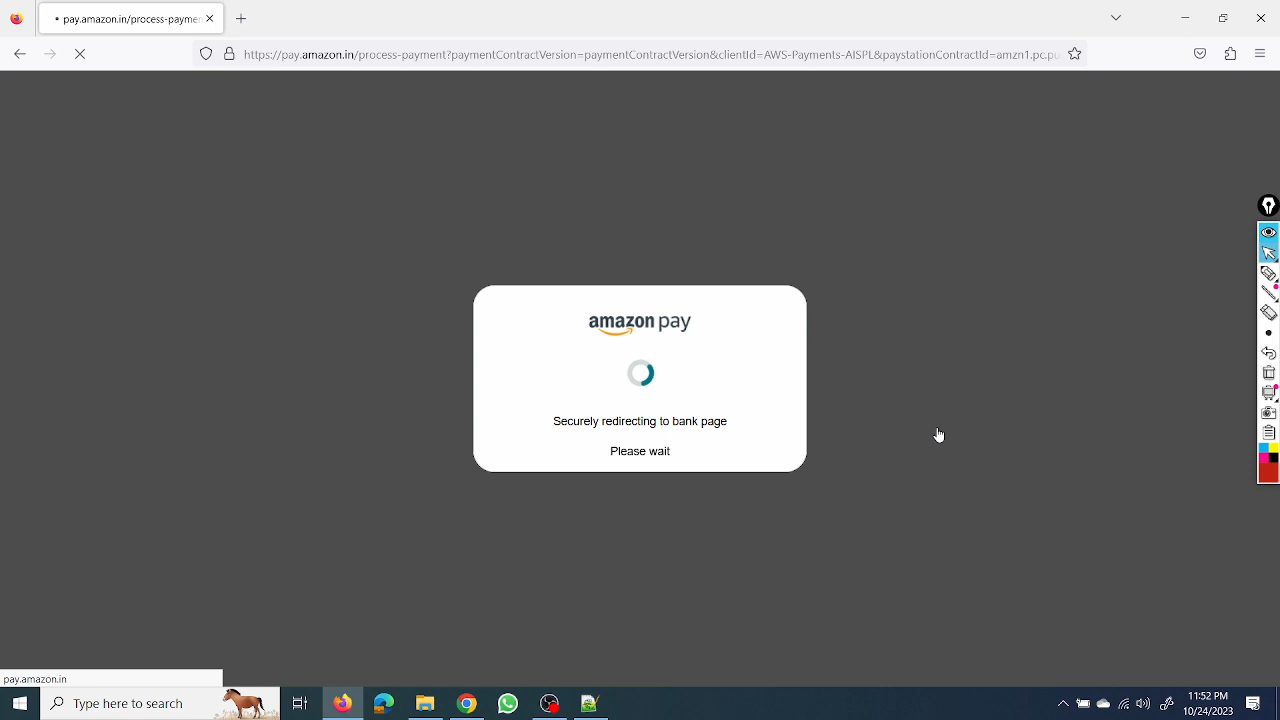 pay.amazon.in/process-payme
https://pay.amazon.in/process-payment?paymentContractVersion=paymentContractVersion&clientId=AWS-Payments-AISPL&paystationContractId=amzn1.pc.pu
amazon pay
Securely redirecting to bank page
Please wait
pay.amazon.in
Type here to search
11:52 PM
10/24/2023